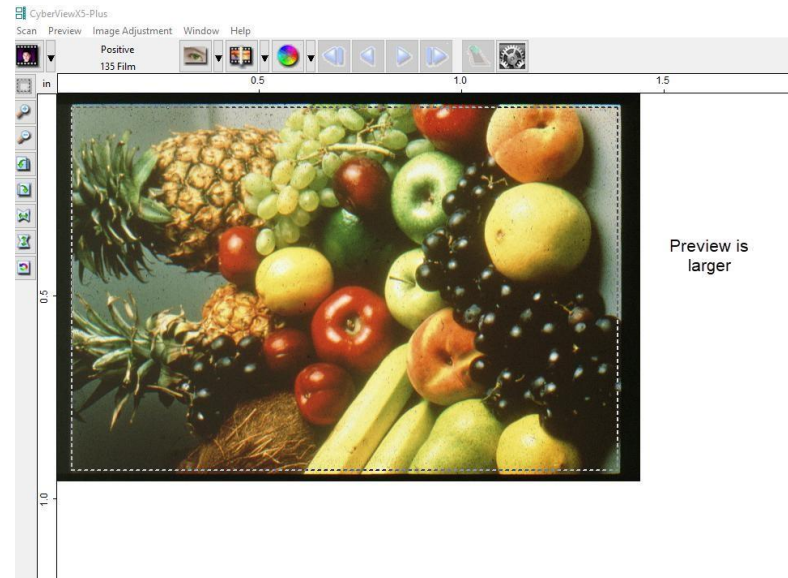 CyberViewX5-Plus
Scan Preview Image Adjustment Window Help
Positive
135 Film
in 0.5 1.0 1.5
Preview is
larger
0.5
1.0